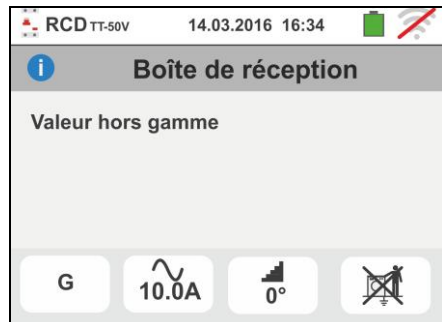 RCD TT-50V 14.03.2016 16:34
Boîte de réception
Valeur hors gamme
G 10.0A 0°